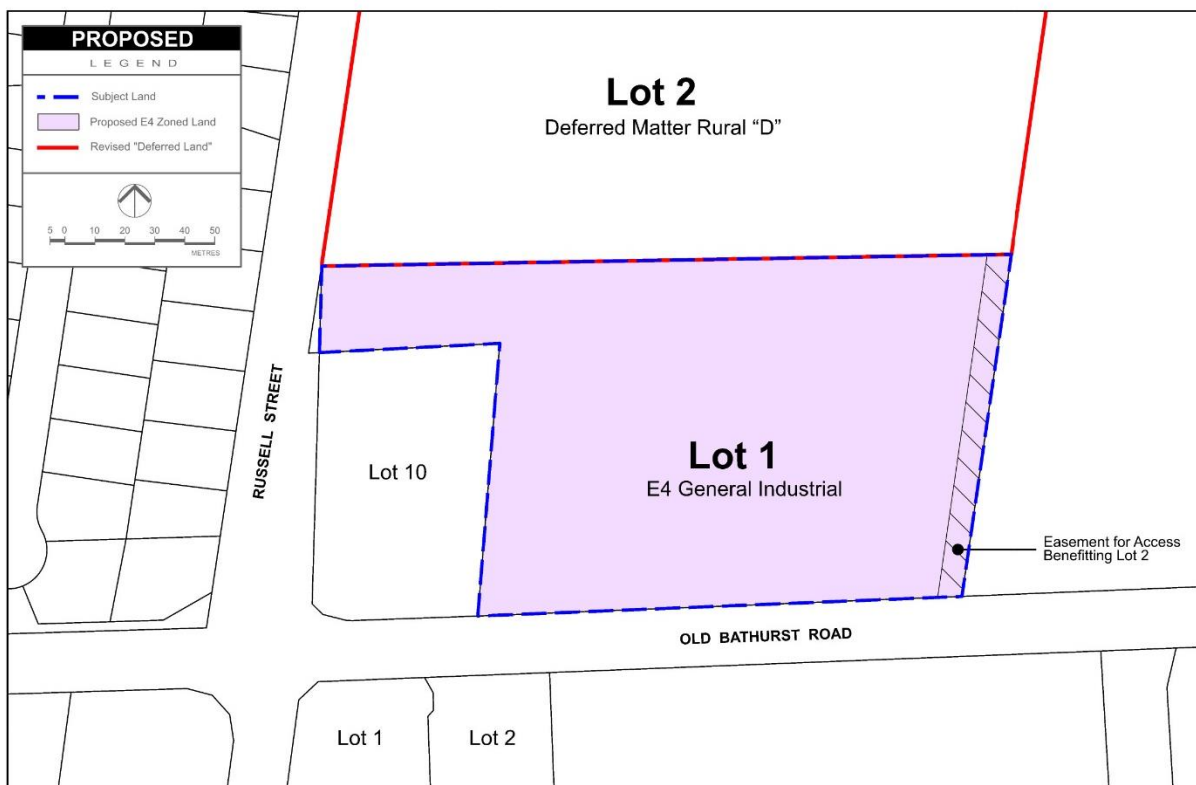 PROPOSED
LEGEND
Subject Land
Proposed E4 Zoned Land
Revised "Deferred Land"
5 0 10 20 30 40 50
METRES
Lot 2
Deferred Matter Rural “D”
RUSSELL STREET
Lot 10
Lot 1
E4 General Industrial
Easement for Access
Benefitting Lot 2
OLD BATHURST ROAD
Lot 1
Lot 2